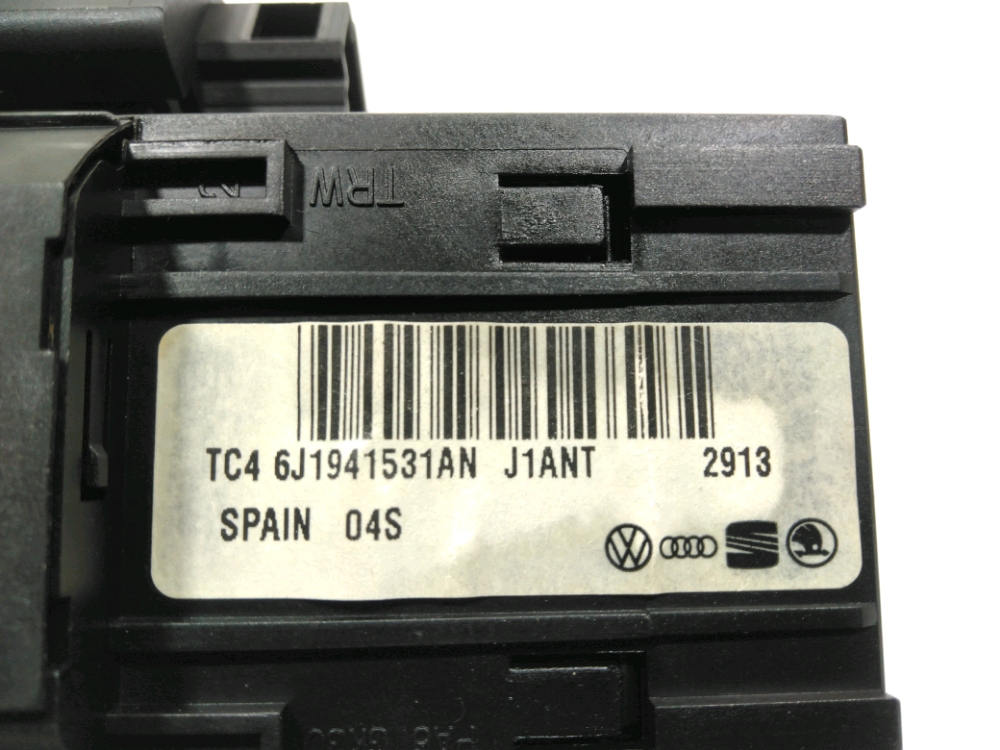 TRW
TC4 6J1941531AN J1ANT 2913
SPAIN 04S